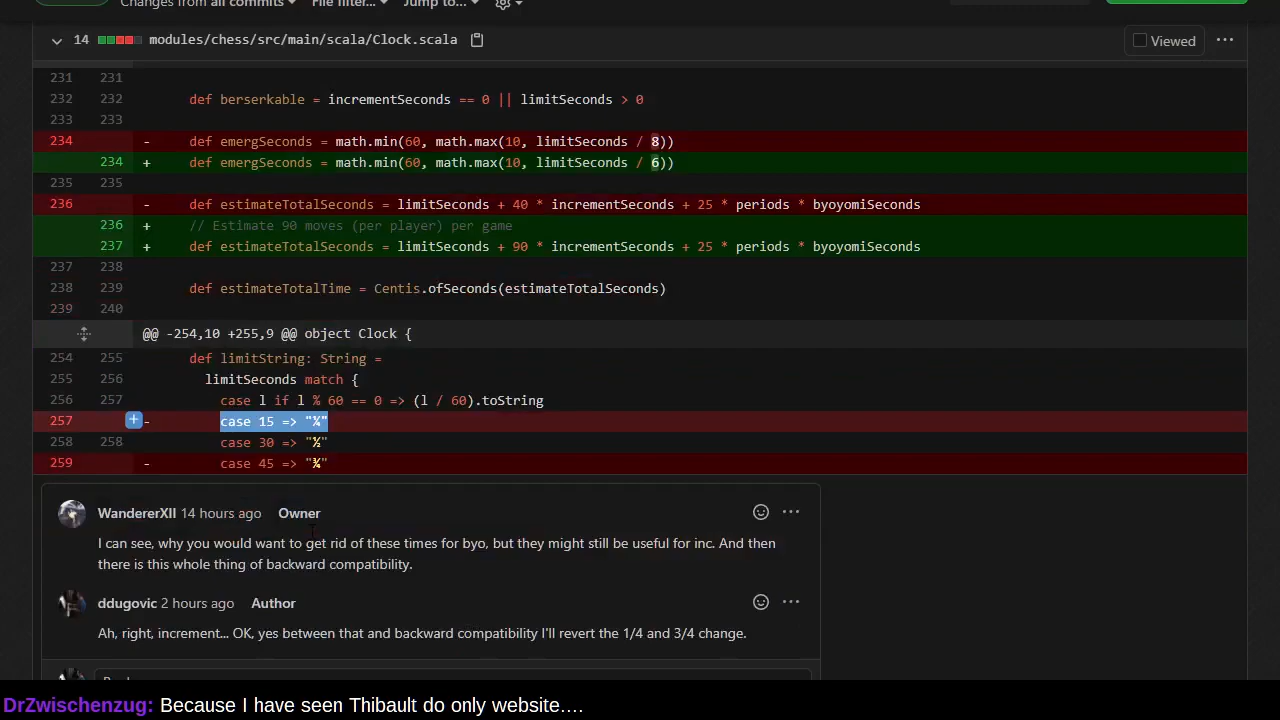 Changes from all commits File filter... Jump to...
14 modules/chess/src/main/scala/Clock.scala Viewed
231 231
232 232 def berserkable = incrementSeconds == 0 || limitSeconds > 0
233 233
234 - def emergSeconds = math.min(60, math.max(10, limitSeconds / 8))
234 + def emergSeconds = math.min(60, math.max(10, limitSeconds / 6))
235 235
236 - def estimateTotalSeconds = limitSeconds + 40 * incrementSeconds + 25 * periods * byoyomiSeconds
236 + // Estimate 90 moves (per player) per game
237 + def estimateTotalSeconds = limitSeconds + 90 * incrementSeconds + 25 * periods * byoyomiSeconds
237 238
238 239 def estimateTotalTime = Centis.ofSeconds(estimateTotalSeconds)
239 240
@@ -254,10 +255,9 @@ object Clock {
254 255 def limitString: String =
255 256 limitSeconds match {
256 257 case l if l % 60 == 0 => (l / 60).toString
257 + - case 15 => "¼"
258 258 case 30 => "½"
259 - case 45 => "¾"
WandererXII 14 hours ago Owner
I can see, why you would want to get rid of these times for byo, but they might still be useful for inc. And then
there is this whole thing of backward compatibility.
ddugovic 2 hours ago Author
Ah, right, increment... OK, yes between that and backward compatibility I'll revert the 1/4 and 3/4 change.
DrZwischenzug: Because I have seen Thibault do only website....